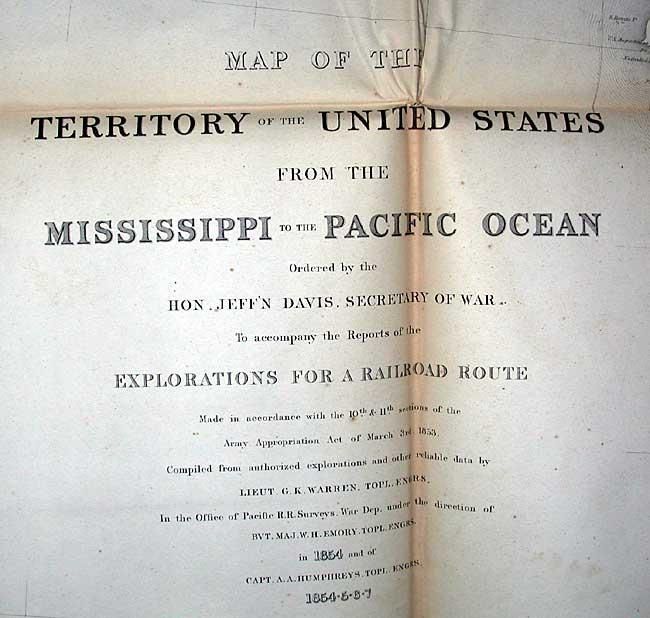 MAP OF THE
TERRITORY OF THE UNITED STATES
FROM THE
MISSISSIPPI TO THE PACIFIC OCEAN
Ordered by the
HON. JEFF'N DAVIS, SECRETARY OF WAR.
To accompany the Reports of the
EXPLORATIONS FOR A RAILROAD ROUTE
Made in accordance with the 10th & 11th sections of the
Army Appropriation Act of March 3rd 1853.
Compiled from authorized explorations and other reliable data by
LIEUT. G. K. WARREN, TOPL. ENGRS.
In the Office of Pacific R.R. Surveys, War Dep. under the direction of
BVT. MAJ. W. H. EMORY, TOPL. ENGRS.
in 1854 and of
CAPT. A. A. HUMPHREYS, TOPL. ENGRS.
1854-5-6-7